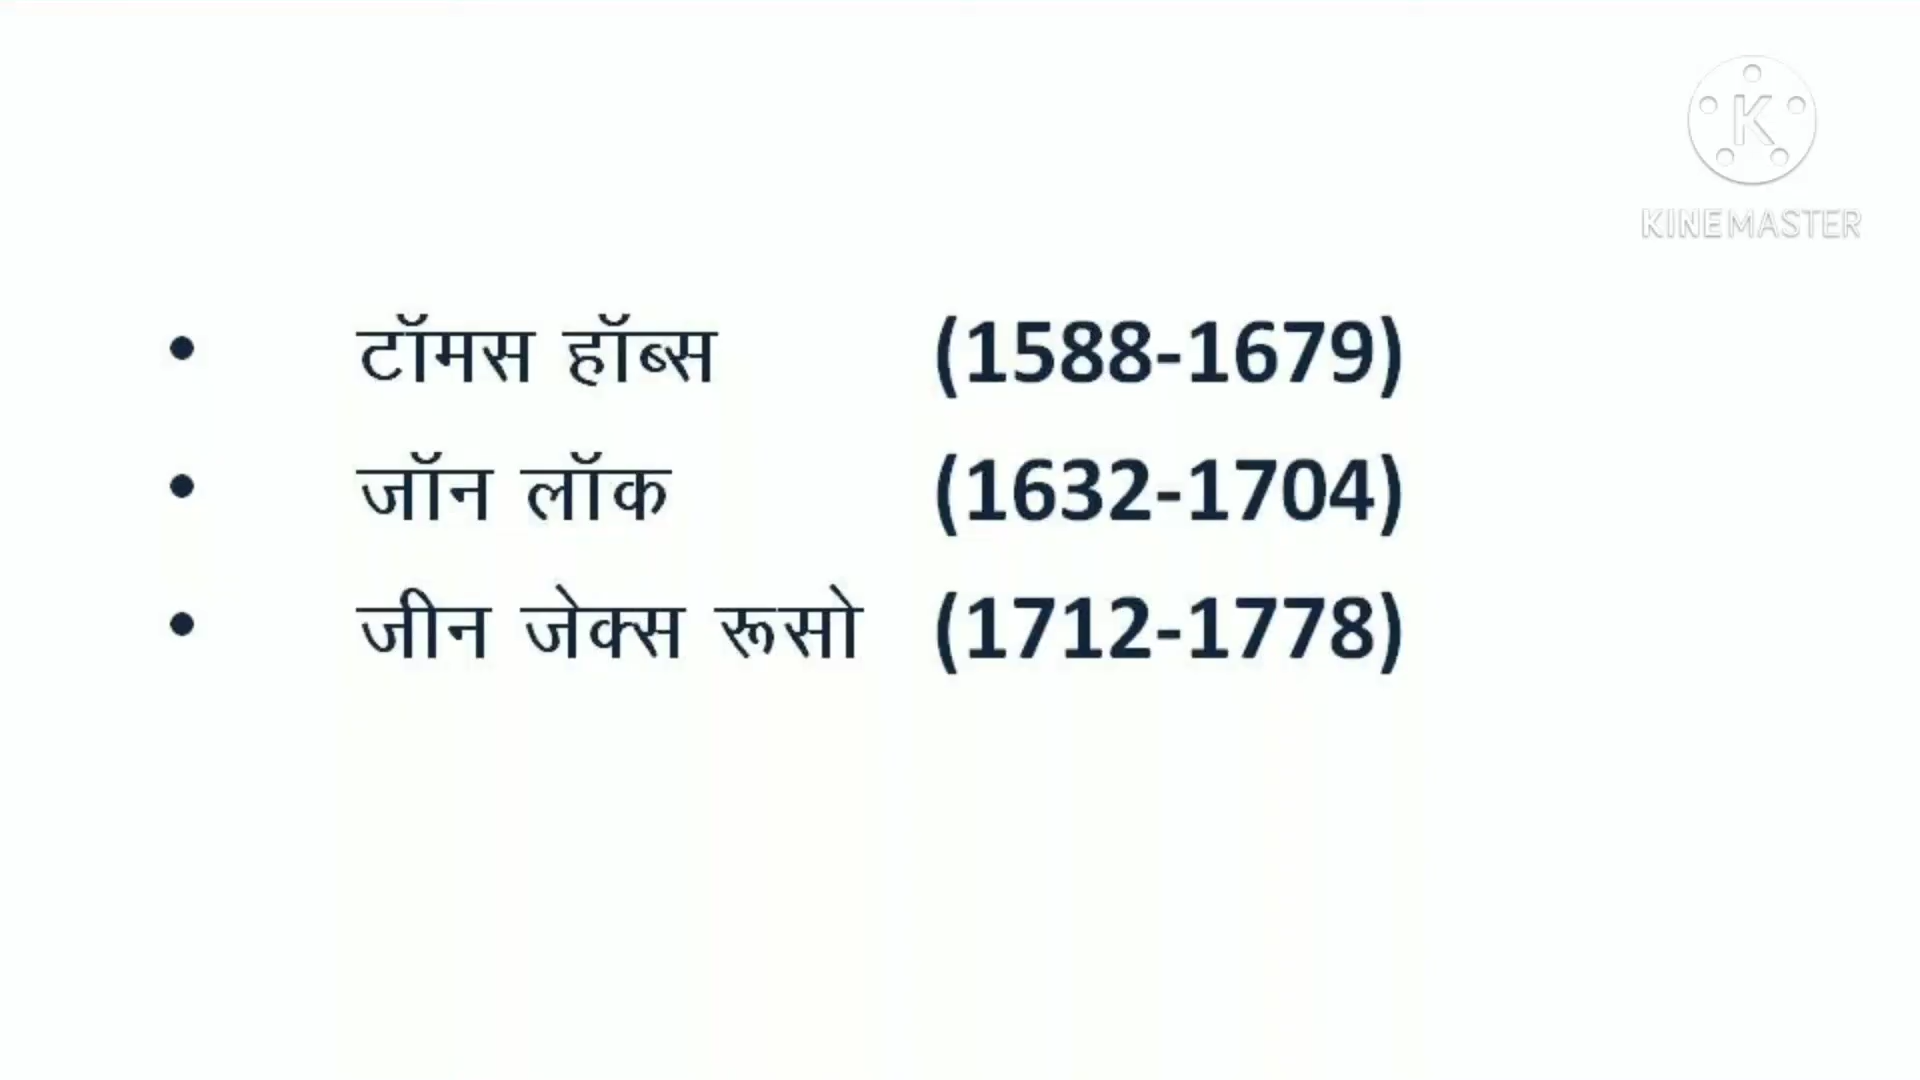 K
KINEMASTER
• टॉमस हॉब्स (1588-1679)
• जॉन लॉक (1632-1704)
• जीन जेक्स रूसो (1712-1778)